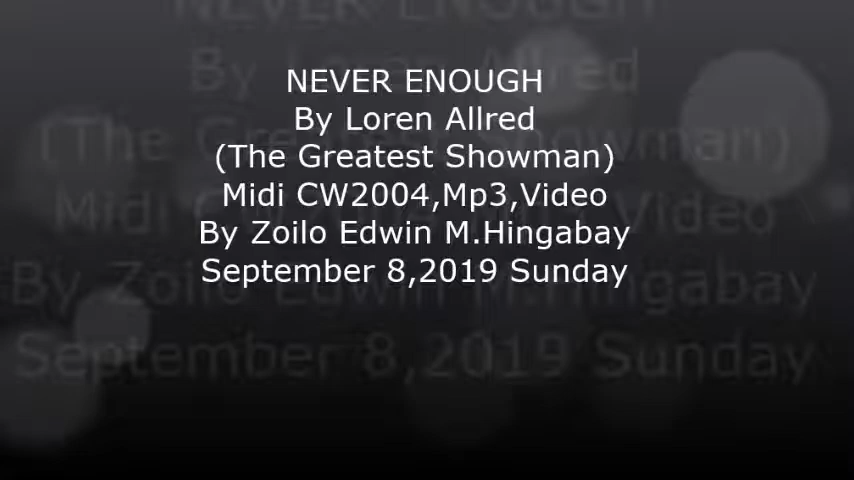 NEVER ENOUGH
By Loren Allred
(The Greatest Showman)
Midi CW2004,Mp3,Video
By Zoilo Edwin M.Hingabay
September 8,2019 Sunday